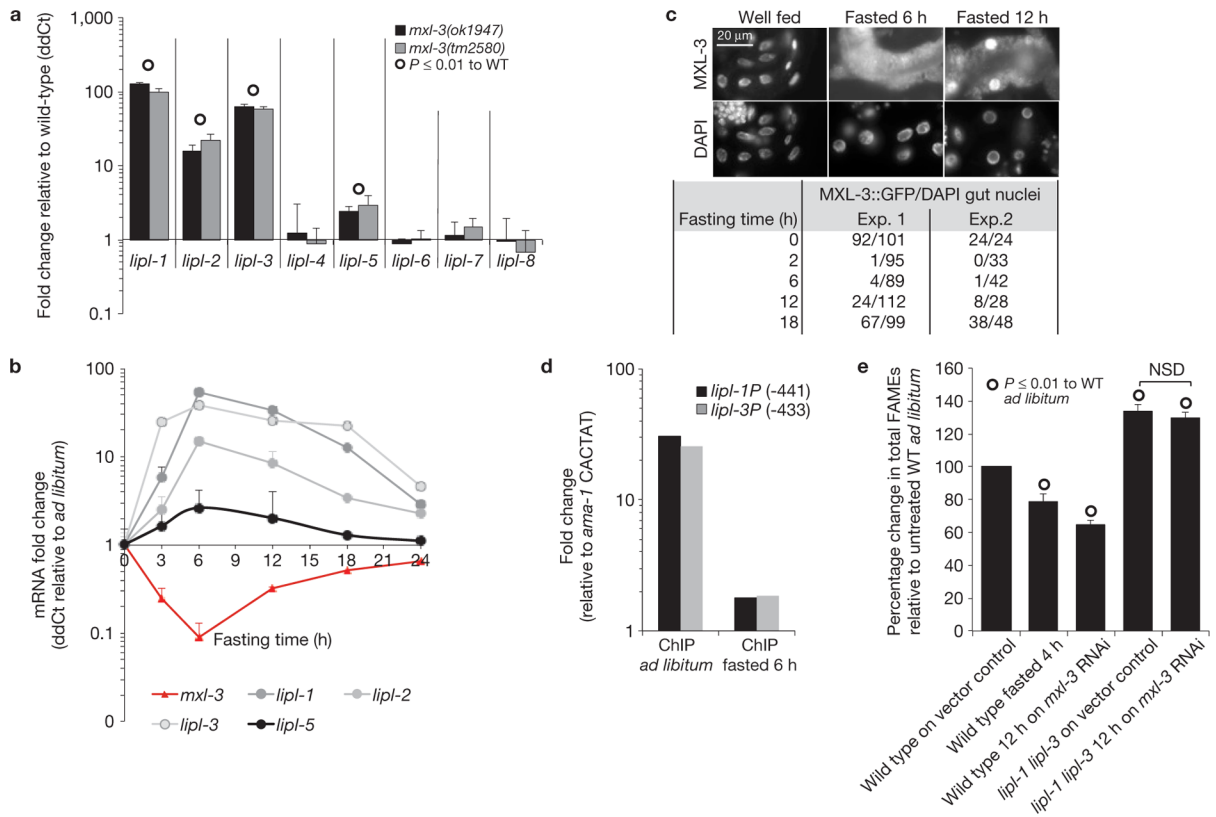 a
Fold change relative to wild-type (ddCt)
1,000
100
10
1
0.1
mxl-3(ok1947)
mxl-3(tm2580)
P ≤ 0.01 to WT
lipl-1 lipl-2 lipl-3 lipl-4 lipl-5 lipl-6 lipl-7 lipl-8
b
mRNA fold change
(ddCt relative to ad libitum)
100
10
1
0.1
0
0 3 6 9 12 15 18 21 24
Fasting time (h)
mxl-3 lipl-1 lipl-2
lipl-3 lipl-5
c
Well fed Fasted 6 h Fasted 12 h
20 μm
MXL-3
DAPI
MXL-3::GFP/DAPI gut nuclei
Fasting time (h) Exp. 1 Exp.2
0 92/101 24/24
2 1/95 0/33
6 4/89 1/42
12 24/112 8/28
18 67/99 38/48
d
Fold change
(relative to ama-1 CACTAT)
100
10
1
lipl-1P (-441)
lipl-3P (-433)
ChIP
ad libitum
ChIP
fasted 6 h
e
Percentage change in total FAMEs
relative to untreated WT ad libitum
160
140
120
100
80
60
40
20
0
P ≤ 0.01 to WT
ad libitum
NSD
Wild type on vector control
Wild type fasted 4 h
Wild type 12 h on mxl-3 RNAi
lipl-1 lipl-3 on vector control
lipl-1 lipl-3 12 h on mxl-3 RNAi